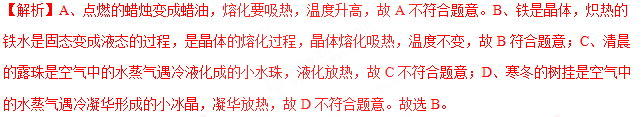 【解析】A、点燃的蜡烛变成蜡油，熔化要吸热，温度升高，故 A 不符合题意。B、铁是晶体，炽热的
铁水是固态变成液态的过程，是晶体的熔化过程，晶体熔化吸热，温度不变，故 B 符合题意；C、清晨
的露珠是空气中的水蒸气遇冷液化成的小水珠，液化放热，故 C 不符合题意；D、寒冬的树挂是空气中
的水蒸气遇冷凝华形成的小冰晶，凝华放热，故 D 不符合题意。故选 B。